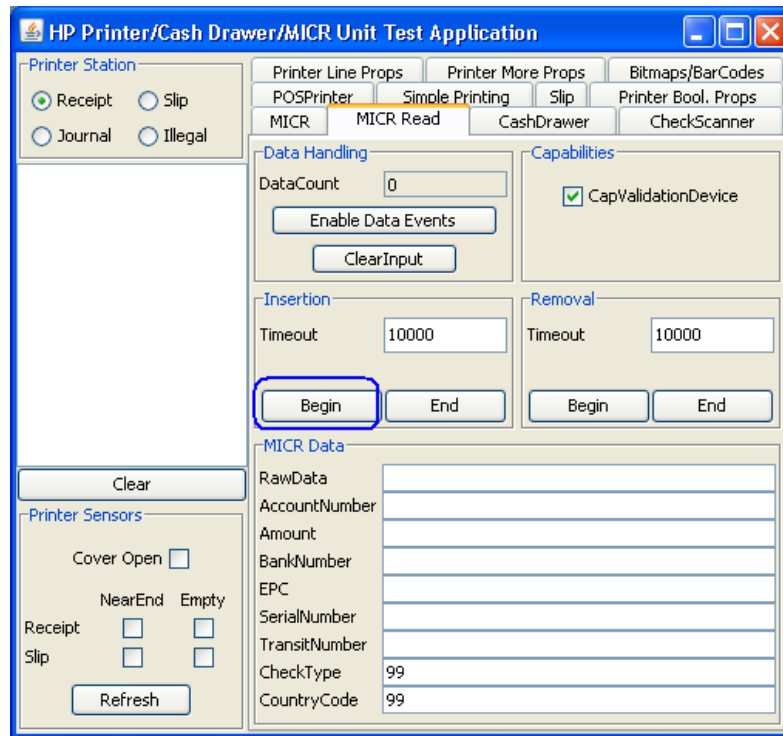 HP Printer/Cash Drawer/MICR Unit Test Application
Printer Station
Receipt Slip
Journal Illegal
Clear
Printer Sensors
Cover Open
NearEnd Empty
Receipt
Slip
Refresh
Printer Line Props Printer More Props Bitmaps/BarCodes
POSPrinter Simple Printing Slip Printer Bool. Props
MICR MICR Read CashDrawer CheckScanner
Data Handling
DataCount 0
Enable Data Events
ClearInput
Capabilities
CapValidationDevice
Insertion
Timeout 10000
Begin End
Removal
Timeout 10000
Begin End
MICR Data
RawData
AccountNumber
Amount
BankNumber
EPC
SerialNumber
TransitNumber
CheckType 99
CountryCode 99